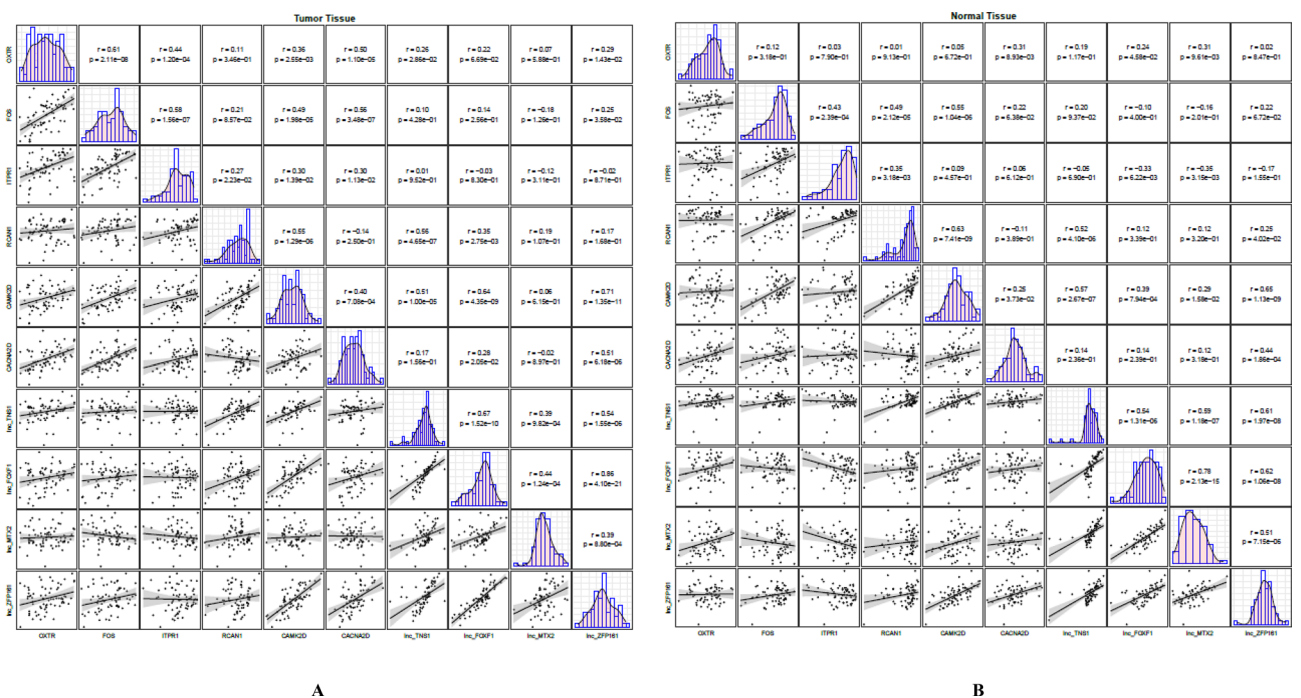 Tumor Tissue
OXTR
r = 0.61 r = 0.44 r = 0.11 r = 0.36 r = 0.50 r = 0.26 r = 0.22 r = 0.07 r = 0.29
p = 2.11e−08 p = 1.20e−04 p = 3.46e−01 p = 2.55e−03 p = 1.10e−05 p = 2.86e−02 p = 6.69e−02 p = 5.88e−01 p = 1.43e−02
FOS
r = 0.58 r = 0.21 r = 0.49 r = 0.56 r = 0.10 r = 0.14 r = −0.18 r = 0.25
p = 1.56e−07 p = 8.57e−02 p = 1.98e−05 p = 3.48e−07 p = 4.28e−01 p = 2.56e−01 p = 1.26e−01 p = 3.58e−02
ITPR1
r = 0.27 r = 0.30 r = 0.30 r = 0.01 r = −0.03 r = −0.12 r = −0.02
p = 2.23e−02 p = 1.39e−02 p = 1.13e−02 p = 9.52e−01 p = 8.30e−01 p = 3.11e−01 p = 8.71e−01
RCAN1
r = 0.55 r = −0.14 r = 0.56 r = 0.35 r = 0.19 r = 0.17
p = 1.29e−06 p = 2.50e−01 p = 4.65e−07 p = 2.75e−03 p = 1.07e−01 p = 1.68e−01
CAMK2D
r = 0.40 r = 0.51 r = 0.64 r = 0.06 r = 0.71
p = 7.08e−04 p = 1.00e−05 p = 4.35e−09 p = 6.15e−01 p = 1.35e−11
CACNA2D
r = 0.17 r = 0.28 r = −0.02 r = 0.51
p = 1.56e−01 p = 2.05e−02 p = 8.97e−01 p = 6.18e−06
lnc_TNS1
r = 0.67 r = 0.39 r = 0.54
p = 1.52e−10 p = 9.82e−04 p = 1.55e−06
lnc_FOXF1
r = 0.44 r = 0.86
p = 1.24e−04 p = 4.10e−21
lnc_MTX2
r = 0.39
p = 8.80e−04
lnc_ZFP161
OXTR FOS ITPR1 RCAN1 CAMK2D CACNA2D lnc_TNS1 lnc_FOXF1 lnc_MTX2 lnc_ZFP161
A
Normal Tissue
OXTR
r = 0.12 r = 0.03 r = 0.01 r = 0.05 r = 0.31 r = 0.19 r = 0.24 r = 0.31 r = 0.02
p = 3.18e−01 p = 7.90e−01 p = 9.13e−01 p = 6.72e−01 p = 8.93e−03 p = 1.17e−01 p = 4.58e−02 p = 9.61e−03 p = 8.47e−01
FOS
r = 0.43 r = 0.49 r = 0.55 r = 0.22 r = 0.20 r = −0.10 r = −0.16 r = 0.22
p = 2.39e−04 p = 2.12e−05 p = 1.04e−06 p = 6.38e−02 p = 9.37e−02 p = 4.00e−01 p = 2.01e−01 p = 6.72e−02
ITPR1
r = 0.35 r = 0.09 r = 0.06 r = −0.05 r = −0.33 r = −0.35 r = −0.17
p = 3.18e−03 p = 4.57e−01 p = 6.12e−01 p = 6.90e−01 p = 6.22e−03 p = 3.15e−03 p = 1.55e−01
RCAN1
r = 0.63 r = −0.11 r = 0.52 r = 0.12 r = 0.12 r = 0.25
p = 7.41e−09 p = 3.89e−01 p = 4.10e−06 p = 3.39e−01 p = 3.20e−01 p = 4.02e−02
CAMK2D
r = 0.25 r = 0.57 r = 0.39 r = 0.29 r = 0.65
p = 3.73e−02 p = 2.67e−07 p = 7.94e−04 p = 1.58e−02 p = 1.13e−09
CACNA2D
r = 0.14 r = 0.14 r = 0.12 r = 0.44
p = 2.36e−01 p = 2.39e−01 p = 3.18e−01 p = 1.86e−04
lnc_TNS1
r = 0.54 r = 0.59 r = 0.61
p = 1.31e−06 p = 1.18e−07 p = 1.97e−08
lnc_FOXF1
r = 0.78 r = 0.62
p = 2.13e−15 p = 1.06e−08
lnc_MTX2
r = 0.51
p = 7.15e−06
lnc_ZFP161
OXTR FOS ITPR1 RCAN1 CAMK2D CACNA2D lnc_TNS1 lnc_FOXF1 lnc_MTX2 lnc_ZFP161
B